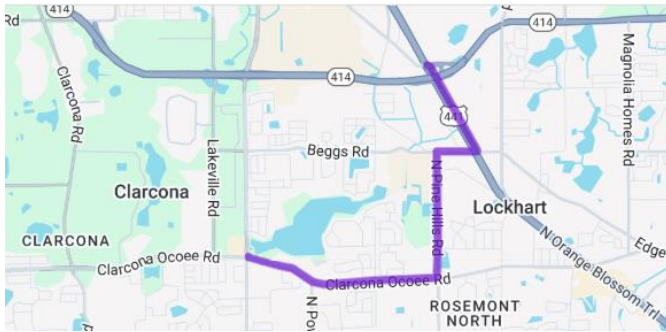 414
Rd
Clarcona Rd
Lakeville Rd
414
414
441
Magnolia Homes Rd
Beggs Rd
N Pine Hills Rd
Clarcona
Lockhart
CLARCONA
Clarcona Ocoee Rd
N Orange Blossom Trl
Edge
Clarcona Ocoee Rd
ROSEMONT
NORTH